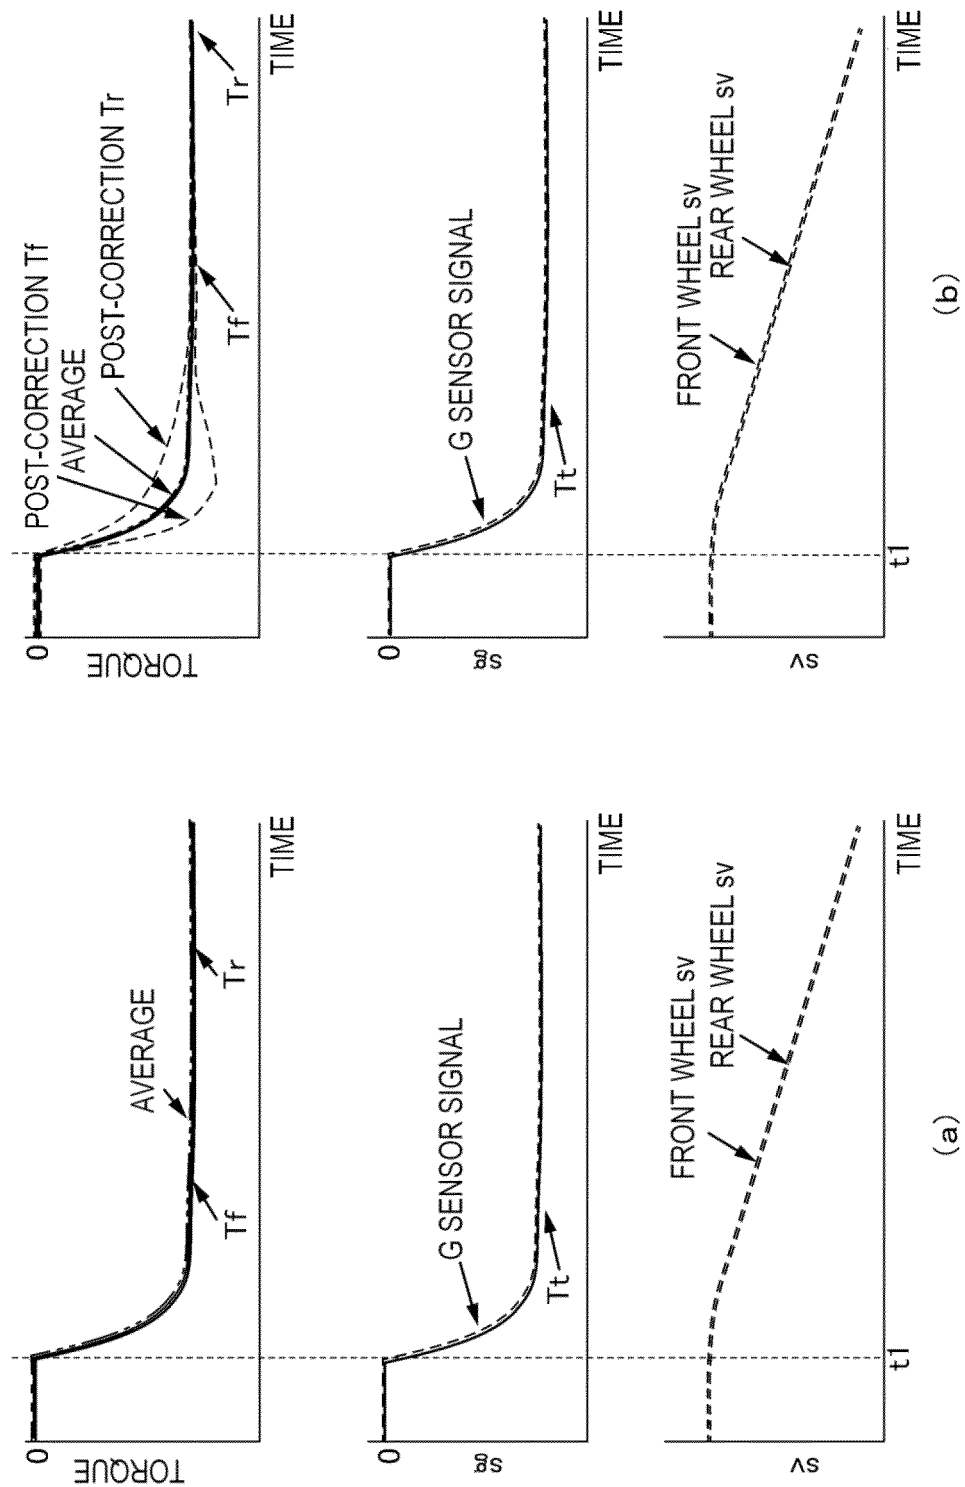 0
TORQUE
AVERAGE
Tf
Tr
TIME
0
sg
G SENSOR SIGNAL
Tt
TIME
sv
FRONT WHEEL sv
REAR WHEEL sv
t1
TIME
(a)
0
TORQUE
POST-CORRECTION Tf
AVERAGE
POST-CORRECTION Tr
Tf
Tr
TIME
0
sg
G SENSOR SIGNAL
Tt
TIME
sv
FRONT WHEEL sv
REAR WHEEL sv
t1
TIME
(b)